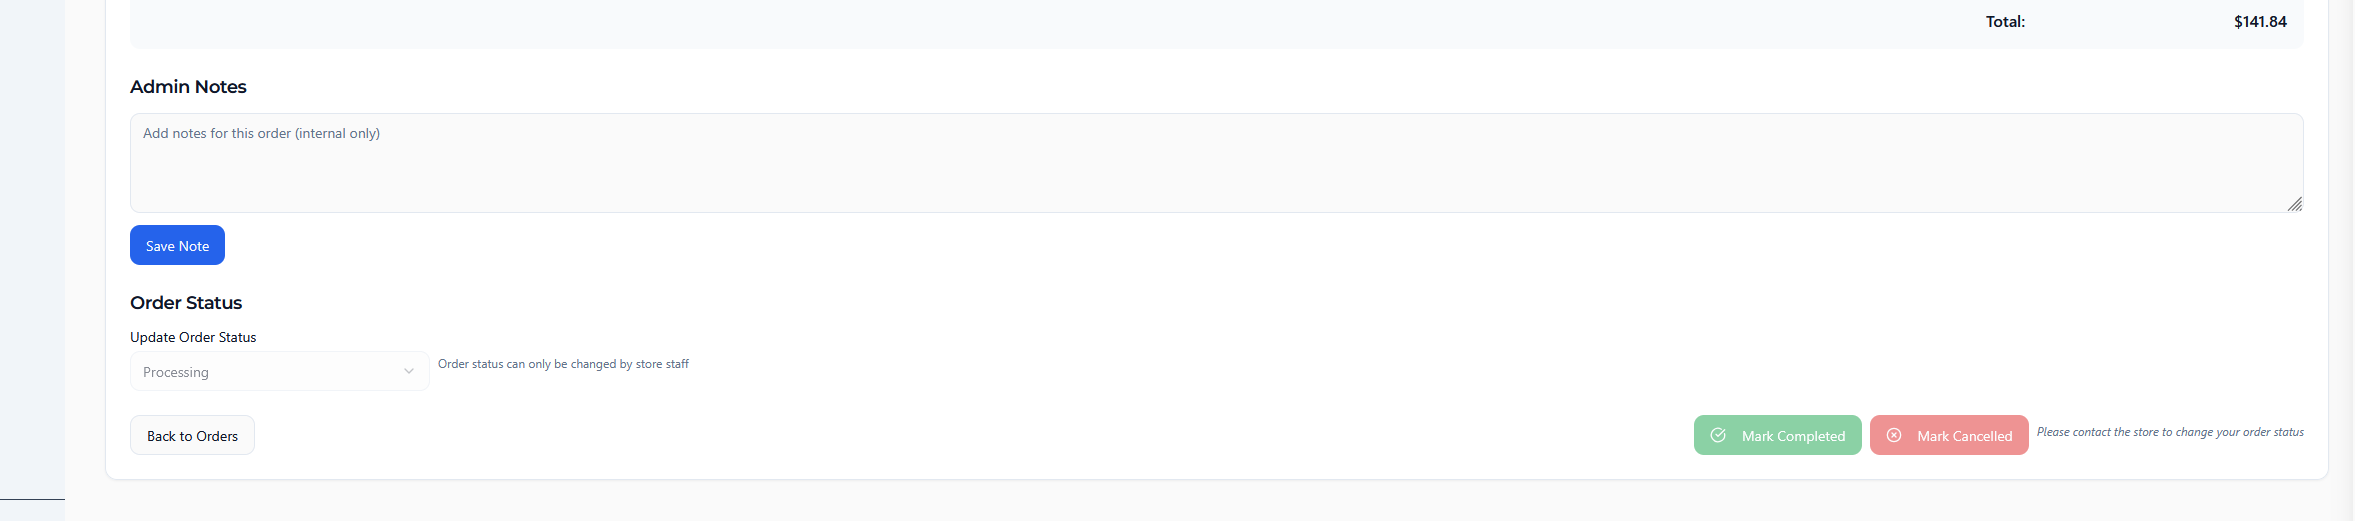 Total: $141.84
Admin Notes
Add notes for this order (internal only)
Save Note
Order Status
Update Order Status
Processing
Order status can only be changed by store staff
Back to Orders
Mark Completed
Mark Cancelled
Please contact the store to change your order status